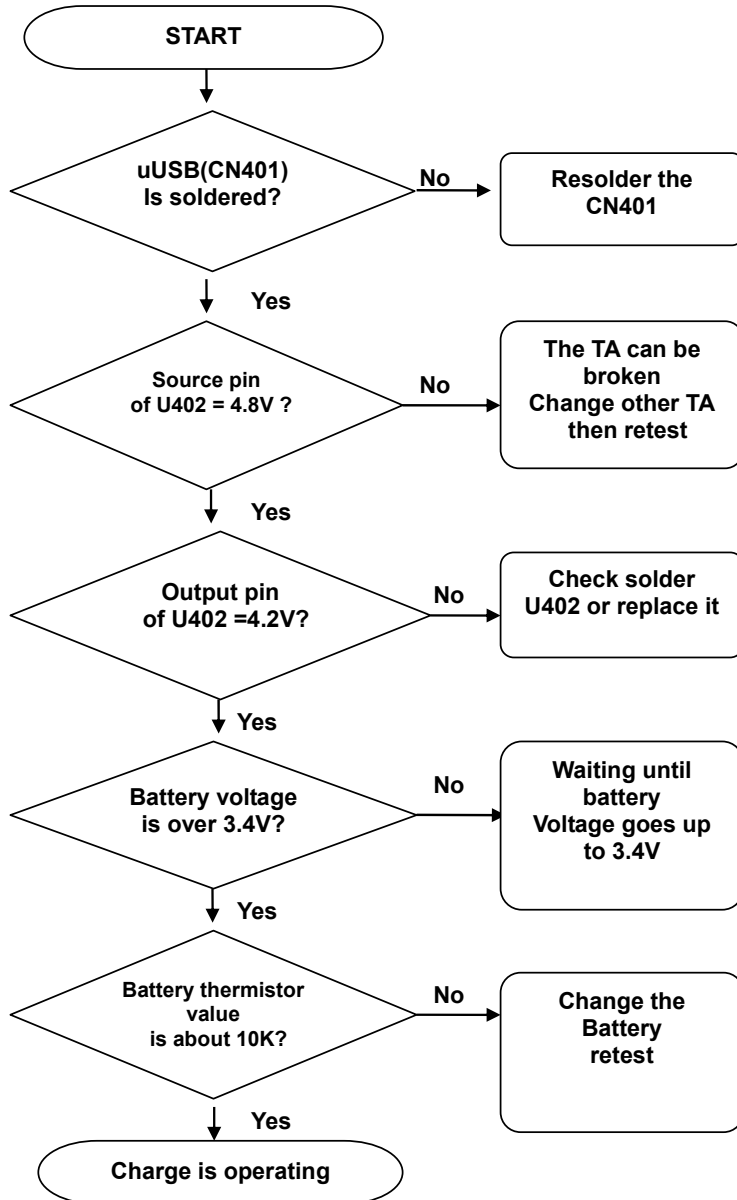 START
uUSB(CN401)
Is soldered?
No
Resolder the
CN401
Yes
Source pin
of U402 = 4.8V ?
No
The TA can be
broken
Change other TA
then retest
Yes
Output pin
of U402 =4.2V?
No
Check solder
U402 or replace it
Yes
Battery voltage
is over 3.4V?
No
Waiting until
battery
Voltage goes up
to 3.4V
Yes
Battery thermistor
value
is about 10K?
No
Change the
Battery
retest
Yes
Charge is operating